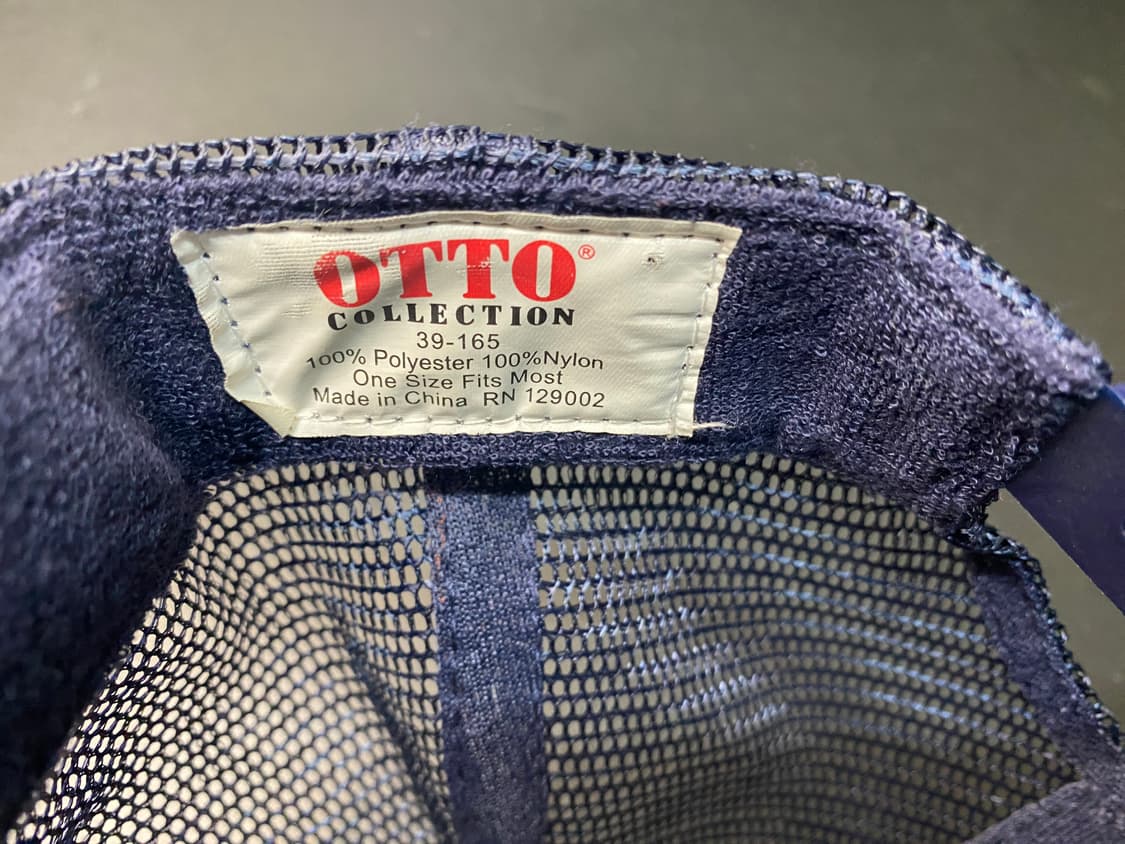 OTTO®
COLLECTION
39-165
100% Polyester 100%Nylon
One Size Fits Most
Made in China RN 129002